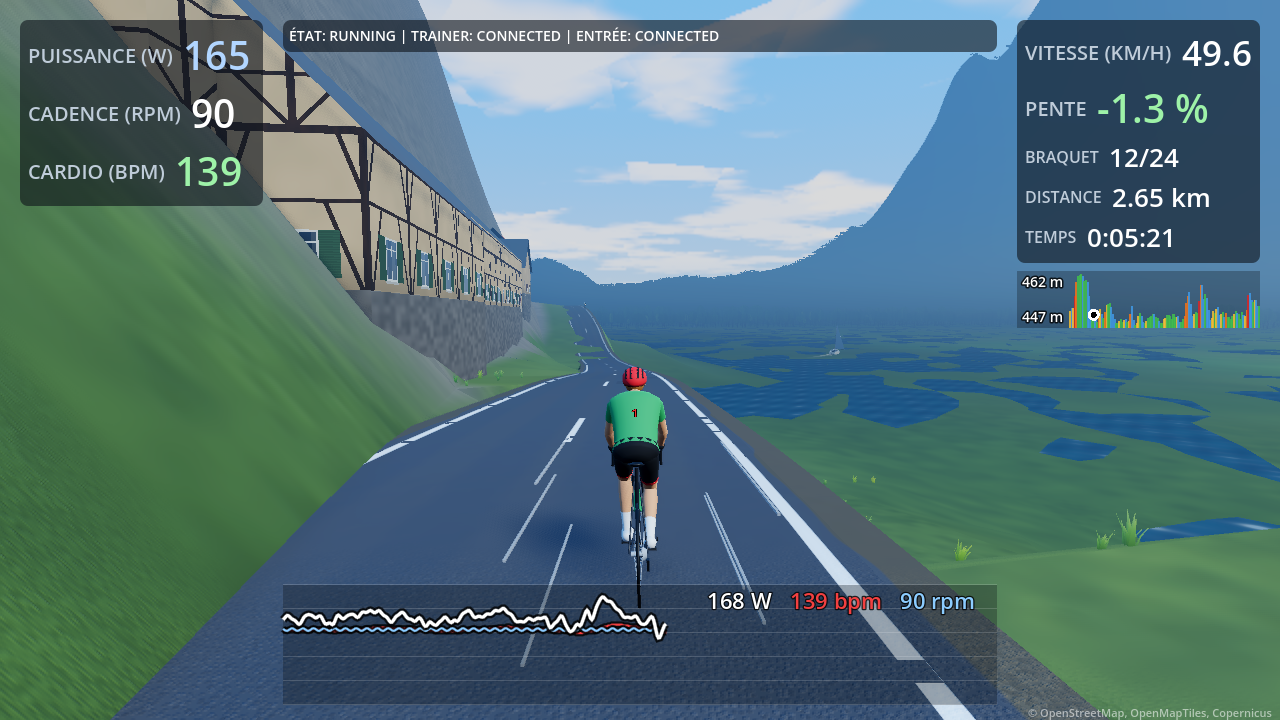 PUISSANCE (W) 165
CADENCE (RPM) 90
CARDIO (BPM) 139
ÉTAT: RUNNING | TRAINER: CONNECTED | ENTRÉE: CONNECTED
VITESSE (KM/H) 49.6
PENTE -1.3 %
BRAQUET 12/24
DISTANCE 2.65 km
TEMPS 0:05:21
462 m
447 m
1
168 W 139 bpm 90 rpm
© OpenStreetMap, OpenMapTiles, Copernicus